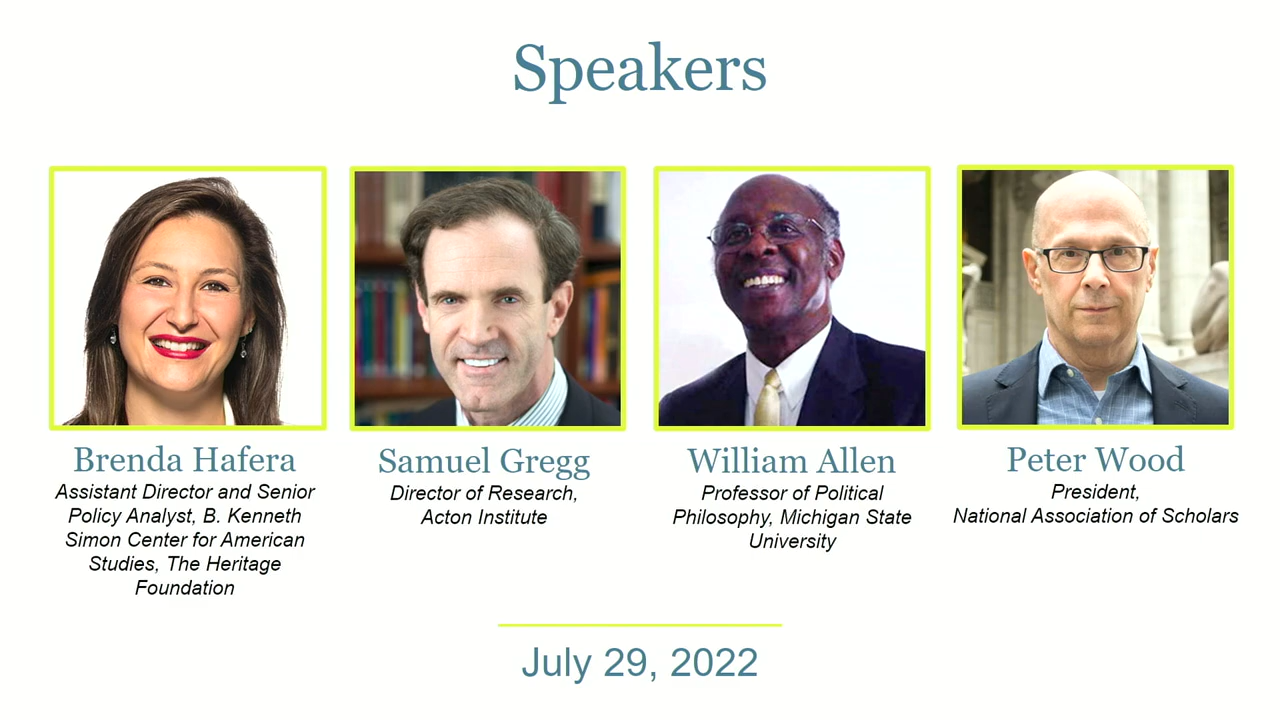 Speakers
Brenda Hafera
Assistant Director and Senior
Policy Analyst, B. Kenneth
Simon Center for American
Studies, The Heritage
Foundation
Samuel Gregg
Director of Research,
Acton Institute
William Allen
Professor of Political
Philosophy, Michigan State
University
Peter Wood
President,
National Association of Scholars
July 29, 2022